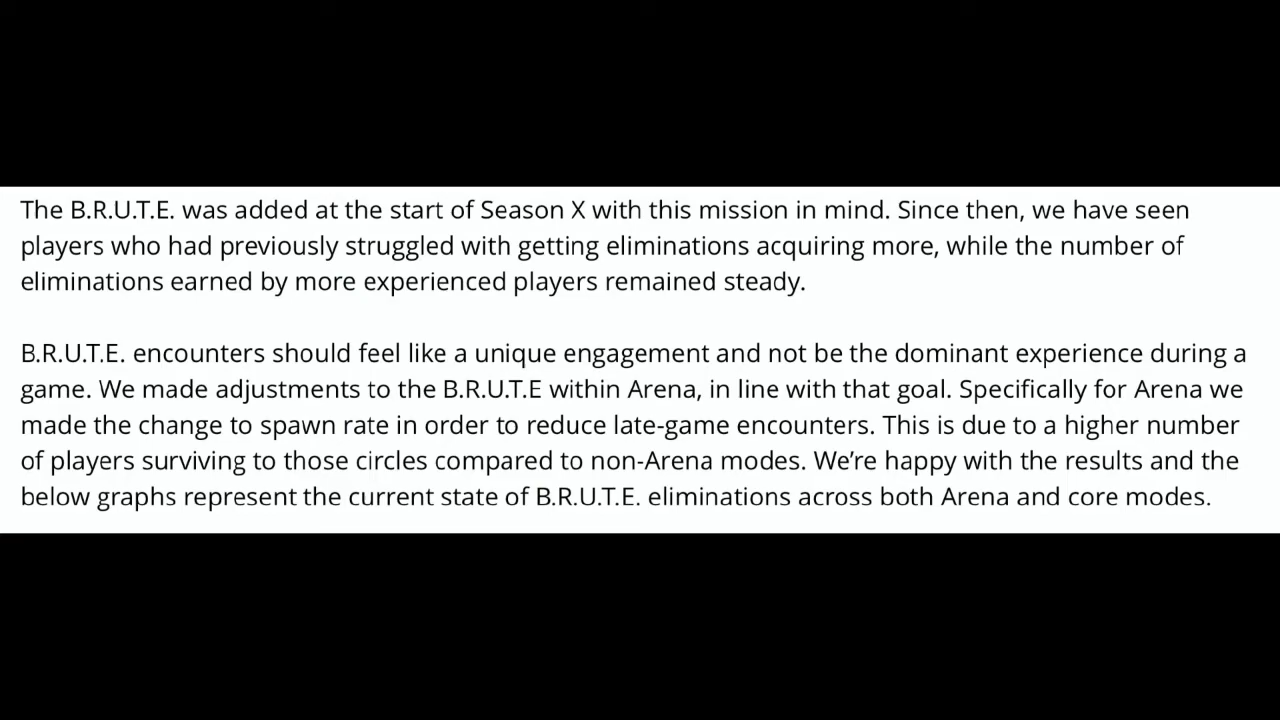 The B.R.U.T.E. was added at the start of Season X with this mission in mind. Since then, we have seen
players who had previously struggled with getting eliminations acquiring more, while the number of
eliminations earned by more experienced players remained steady.
B.R.U.T.E. encounters should feel like a unique engagement and not be the dominant experience during a
game. We made adjustments to the B.R.U.T.E within Arena, in line with that goal. Specifically for Arena we
made the change to spawn rate in order to reduce late-game encounters. This is due to a higher number
of players surviving to those circles compared to non-Arena modes. We’re happy with the results and the
below graphs represent the current state of B.R.U.T.E. eliminations across both Arena and core modes.